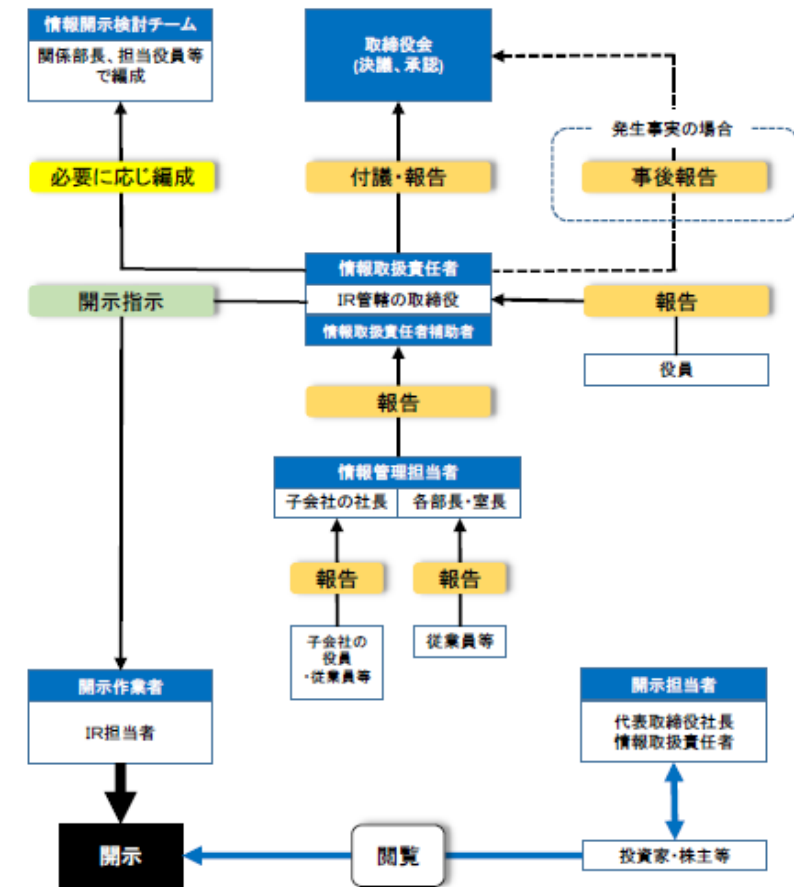 情報開示検討チーム
関係部長、担当役員等
で編成
取締役会
(決議、承認)
発生事実の場合
必要に応じ編成
付議・報告
事後報告
情報取扱責任者
IR管轄の取締役
情報取扱責任者補助者
開示指示
報告
役員
報告
情報管理担当者
子会社の社長
各部長・室長
報告
報告
子会社の
役員
・従業員等
従業員等
開示作業者
IR担当者
開示担当者
代表取締役社長
情報取扱責任者
開示
閲覧
投資家・株主等